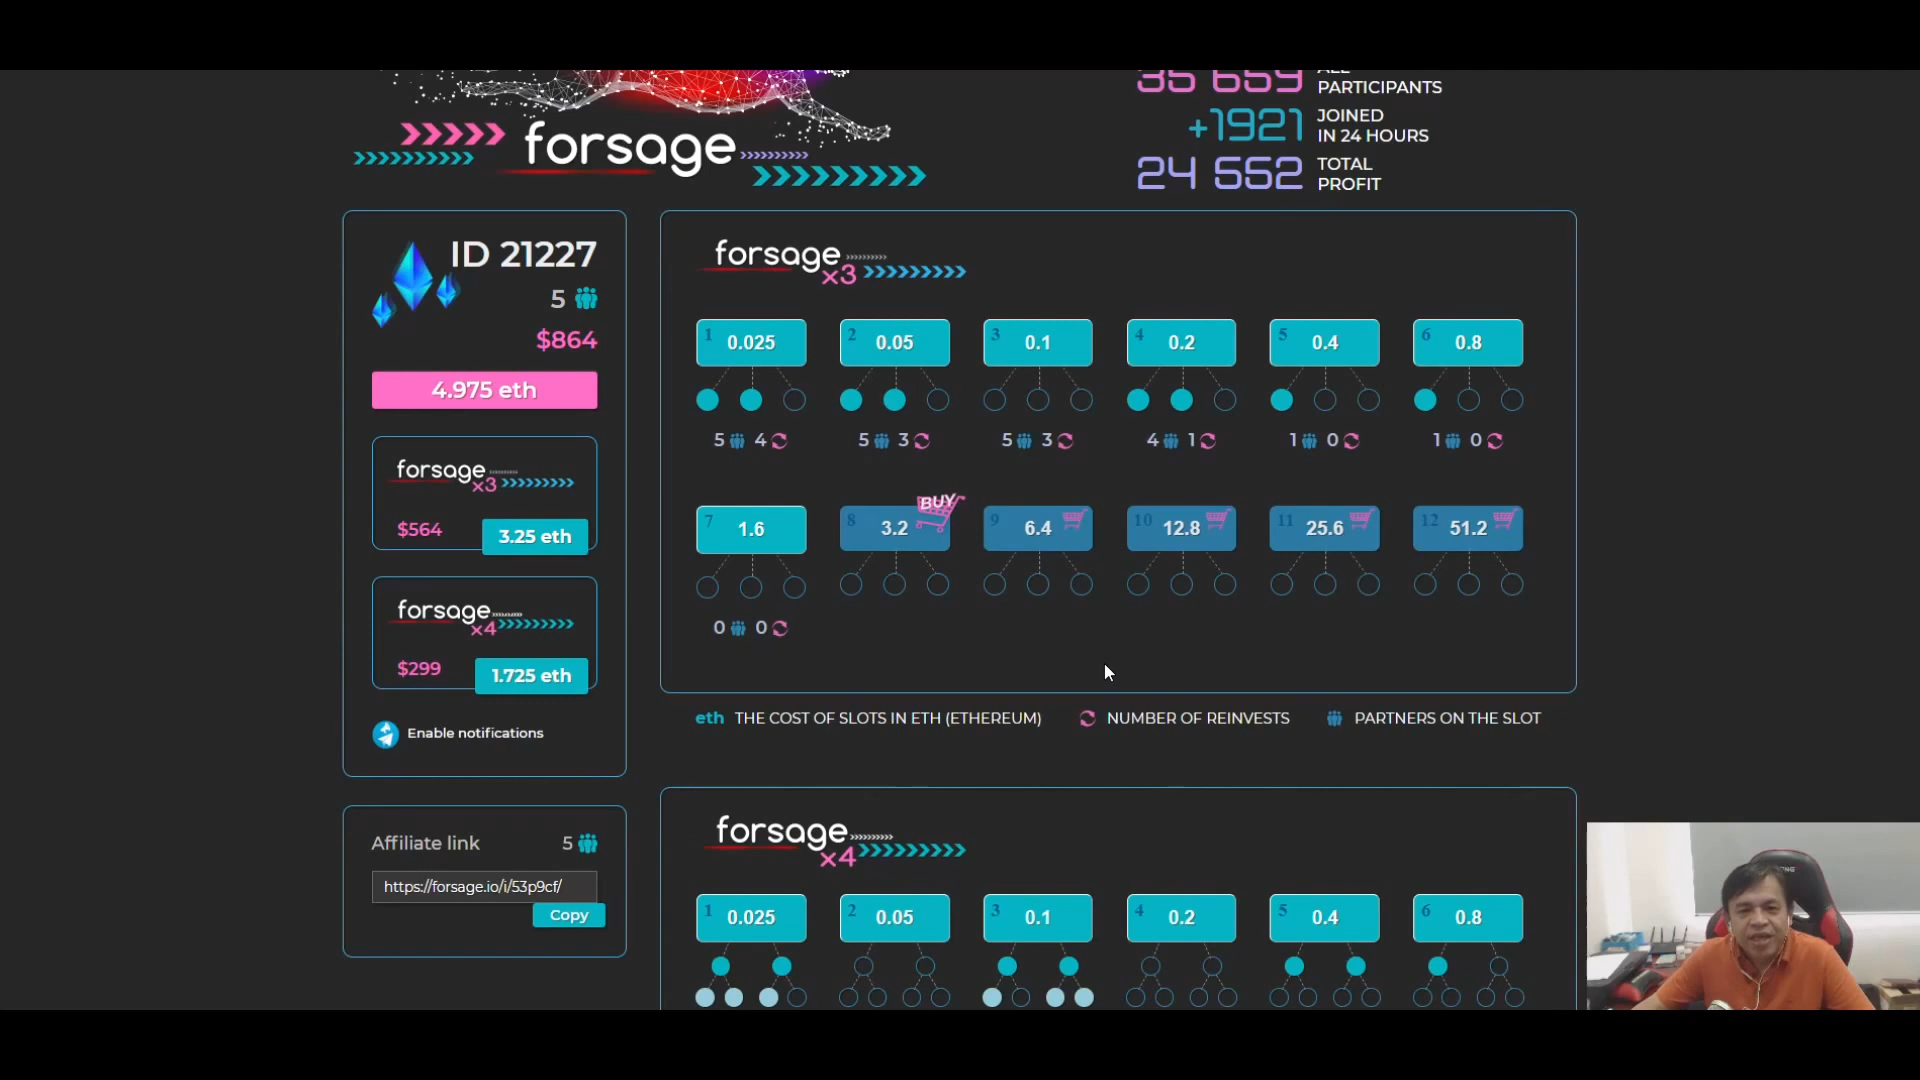 35 659 ALL
PARTICIPANTS
+1921 JOINED
IN 24 HOURS
24 552 TOTAL
PROFIT
forsage
ID 21227
5
$864
4.975 eth
forsage
x3
$564
3.25 eth
forsage
x4
$299
1.725 eth
Enable notifications
Affiliate link 5
https://forsage.io/i/53p9cf/
Copy
forsage
x3
1 0.025 2 0.05 3 0.1 4 0.2 5 0.4 6 0.8
5 4 5 3 5 3 4 1 1 0 1 0
BUY
7 1.6 8 3.2 9 6.4 10 12.8 11 25.6 12 51.2
0 0
eth THE COST OF SLOTS IN ETH (ETHEREUM) NUMBER OF REINVESTS PARTNERS ON THE SLOT
forsage
x4
1 0.025 2 0.05 3 0.1 4 0.2 5 0.4 6 0.8